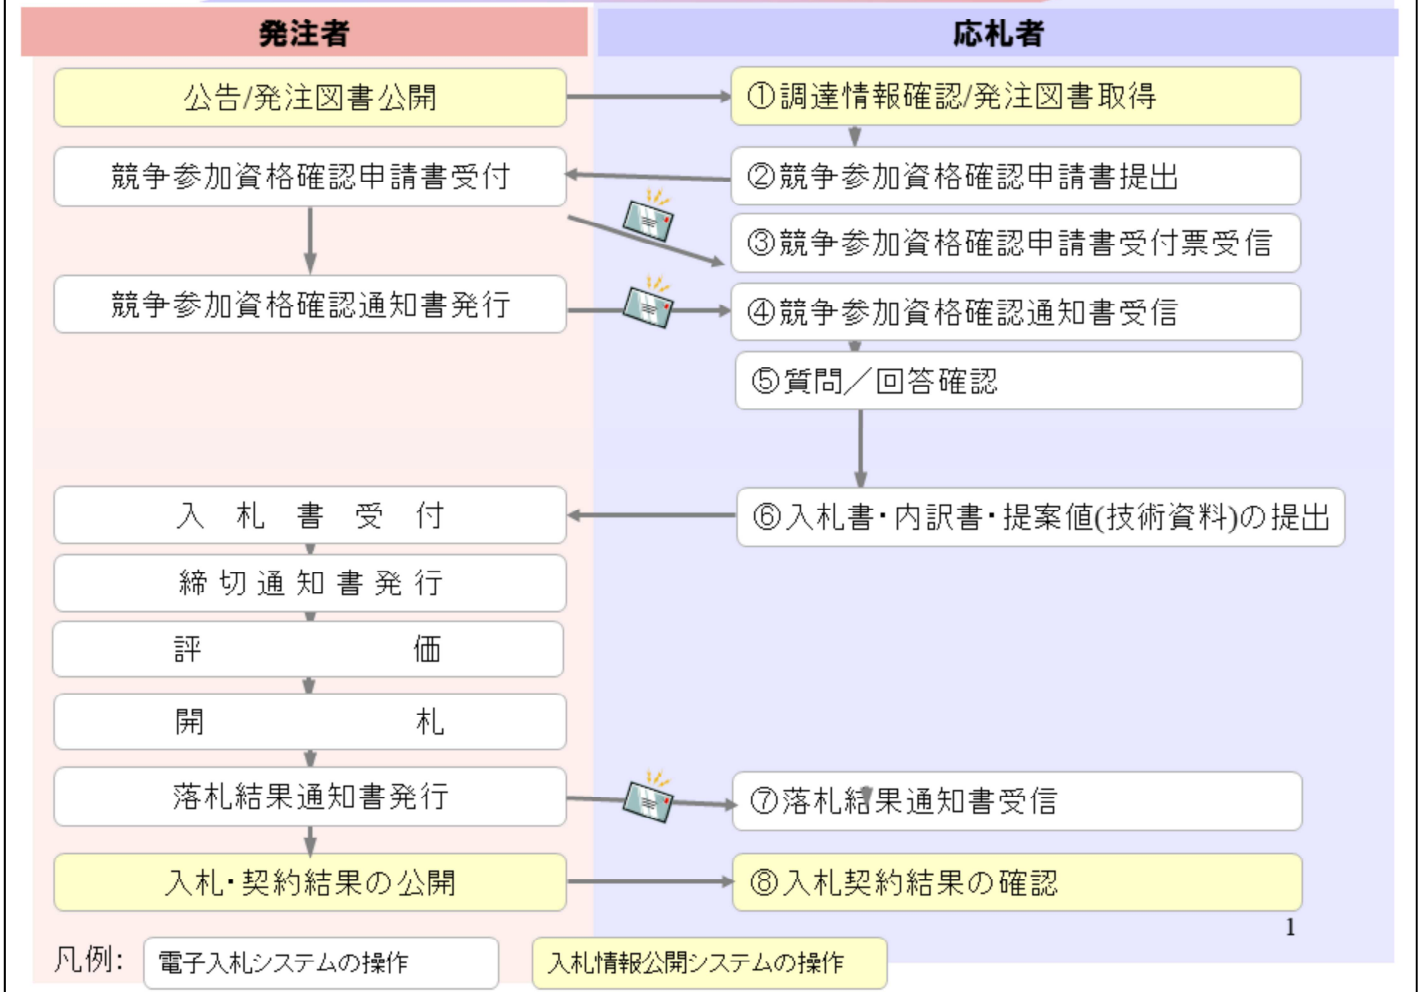 発注者
応札者
公告/発注図書公開
①調達情報確認/発注図書取得
競争参加資格確認申請書受付
②競争参加資格確認申請書提出
③競争参加資格確認申請書受付票受信
競争参加資格確認通知書発行
④競争参加資格確認通知書受信
⑤質問／回答確認
入札書受付
⑥入札書・内訳書・提案値(技術資料)の提出
締切通知書発行
評価
開札
落札結果通知書発行
⑦落札結果通知書受信
入札・契約結果の公開
⑧入札契約結果の確認
1
凡例:
電子入札システムの操作
入札情報公開システムの操作